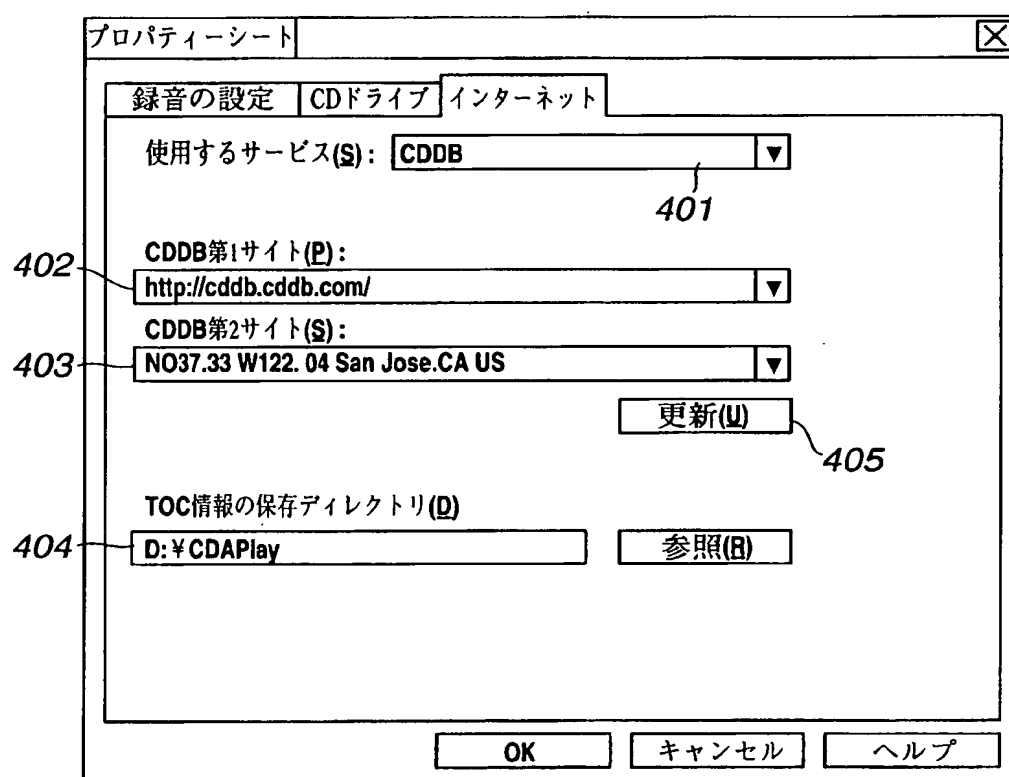 プロパティーシート
録音の設定 CDドライブ インターネット
使用するサービス(S): CDDB ▼
401
CDDB第1サイト(P):
402
http://cddb.cddb.com/ ▼
CDDB第2サイト(S):
403 NO37.33 W122. 04 San Jose.CA US ▼
更新(U)
405
TOC情報の保存ディレクトリ(D)
404 D:¥CDAPlay 参照(R)
OK キャンセル ヘルプ